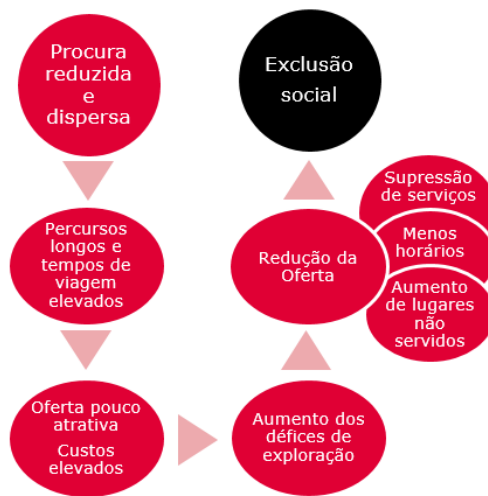 Procura
reduzida
e
dispersa
Percursos
longos e
tempos de
viagem
elevados
Oferta pouco
atrativa
Custos
elevados
Aumento dos
défices de
exploração
Redução da
Oferta
Supressão
de serviços
Menos
horários
Aumento
de lugares
não
servidos
Exclusão
social